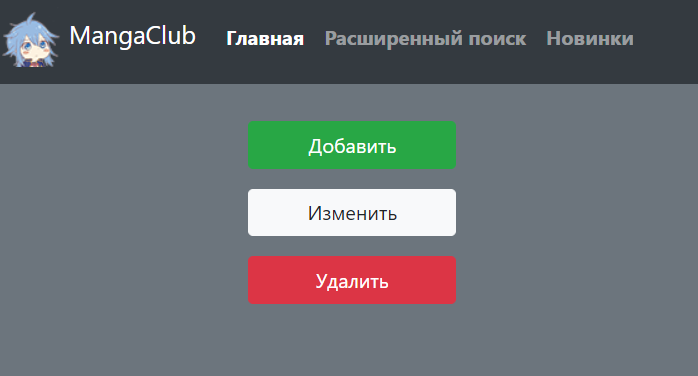 MangaClub Главная Расширенный поиск Новинки
Добавить
Изменить
Удалить